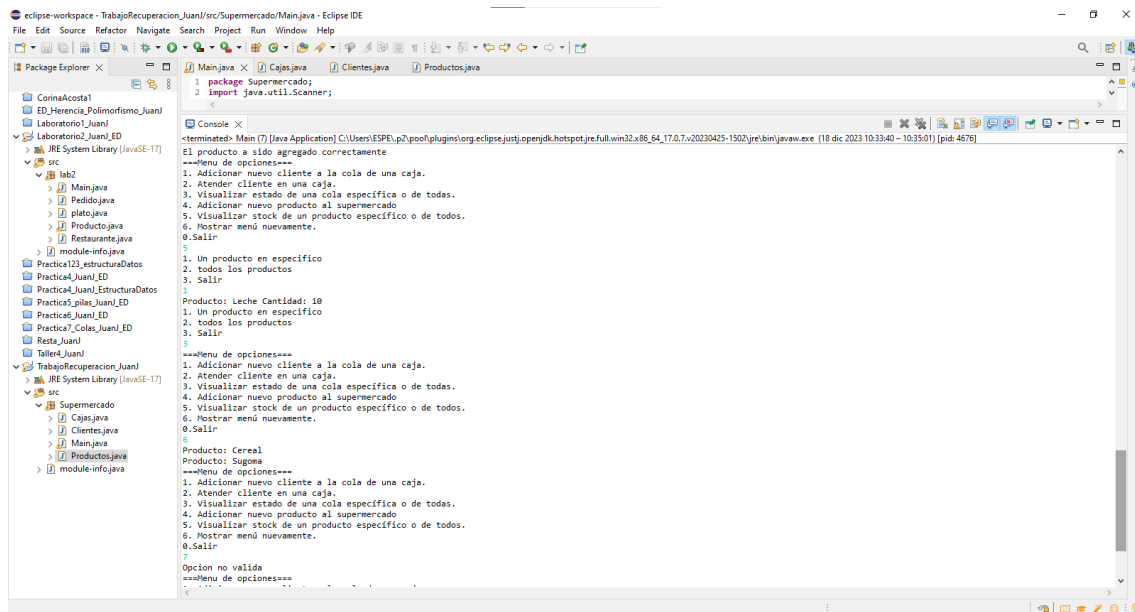 eclipse-workspace - TrabajoRecuperacion_JuanJ/src/Supermercado/Main.java - Eclipse IDE
File Edit Source Refactor Navigate Search Project Run Window Help
Package Explorer
CorinaAcosta1
ED_Herencia_Polimorfismo_JuanJ
Laboratorio1_JuanJ
Laboratorio2_JuanJ_ED
JRE System Library [JavaSE-17]
src
lab2
Main.java
Pedido.java
plato.java
Producto.java
Restaurante.java
module-info.java
Practica123_estructuraDatos
Practica4_JuanJ_ED
Practica4_JuanJ_EstructuraDatos
Practica5_pilas_JuanJ_ED
Practica6_JuanJ_ED
Practica7_Colas_JuanJ_ED
Resta_JuanJ
Taller4_JuanJ
TrabajoRecuperacion_JuanJ
JRE System Library [JavaSE-17]
src
Supermercado
Cajas.java
Clientes.java
Main.java
Productos.java
module-info.java
Main.java Cajas.java Clientes.java Productos.java
1 package Supermercado;
2 import java.util.Scanner;
Console
<terminated> Main (7) [Java Application] C:\Users\ESPE\.p2\pool\plugins\org.eclipse.justj.openjdk.hotspot.jre.full.win32.x86_64_17.0.7.v20230425-1502\jre\bin\javaw.exe (18 dic 2023 10:33:40 – 10:35:01) [pid: 4676]
El producto a sido agregado correctamente
===Menu de opciones===
1. Adicionar nuevo cliente a la cola de una caja.
2. Atender cliente en una caja.
3. Visualizar estado de una cola específica o de todas.
4. Adicionar nuevo producto al supermercado
5. Visualizar stock de un producto específico o de todos.
6. Mostrar menú nuevamente.
0.Salir
5
1. Un producto en especifico
2. todos los productos
3. Salir
1
Producto: Leche Cantidad: 10
1. Un producto en especifico
2. todos los productos
3. Salir
3
===Menu de opciones===
1. Adicionar nuevo cliente a la cola de una caja.
2. Atender cliente en una caja.
3. Visualizar estado de una cola específica o de todas.
4. Adicionar nuevo producto al supermercado
5. Visualizar stock de un producto específico o de todos.
6. Mostrar menú nuevamente.
0.Salir
6
Producto: Cereal
Producto: Sugoma
===Menu de opciones===
1. Adicionar nuevo cliente a la cola de una caja.
2. Atender cliente en una caja.
3. Visualizar estado de una cola específica o de todas.
4. Adicionar nuevo producto al supermercado
5. Visualizar stock de un producto específico o de todos.
6. Mostrar menú nuevamente.
0.Salir
7
Opcion no valida
===Menu de opciones===